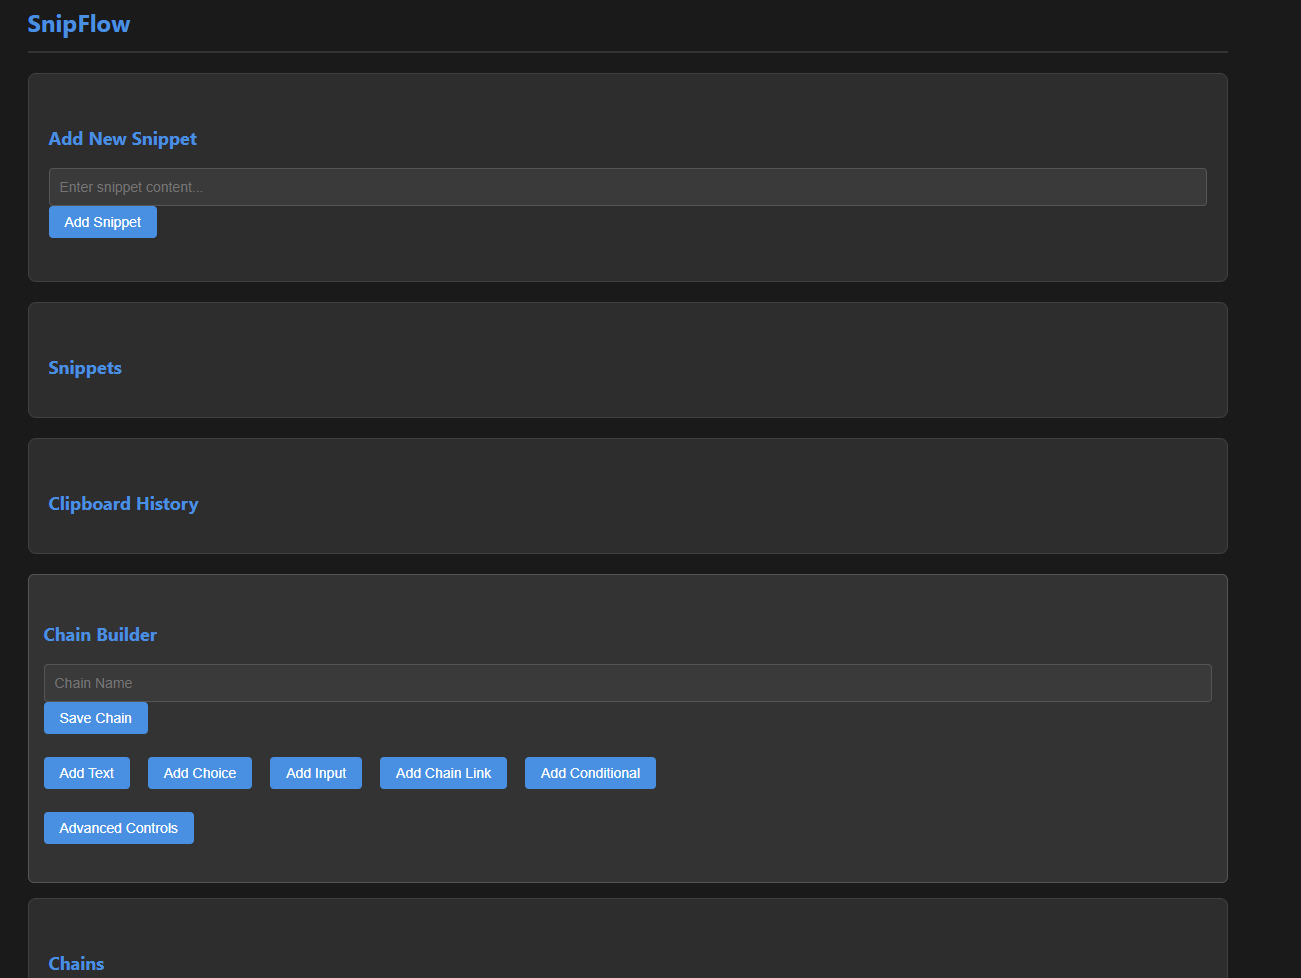 SnipFlow
Add New Snippet
Enter snippet content...
Add Snippet
Snippets
Clipboard History
Chain Builder
Chain Name
Save Chain
Add Text Add Choice Add Input Add Chain Link Add Conditional
Advanced Controls
Chains